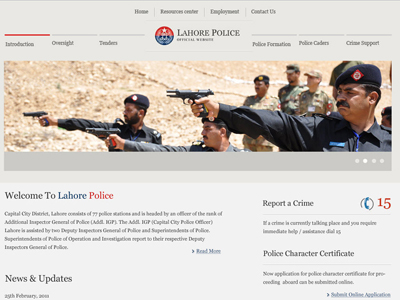 Home
Resources center
Employment
Contact Us
Introduction
Oversight
Tenders
LAHORE POLICE
OFFICIAL WEBSITE
Police Formation
Police Caders
Crime Support
Welcome To Lahore Police
Capital City District, Lahore consists of 77 police stations and is headed by an officer of the rank of
Additional Inspector General of Police (Addl. IGP). The Addl. IGP (Capital City Police Officer)
Lahore is assisted by two Deputy Inspectors General of Police and Superintendents of Police.
Superintendents of Police of Operation and Investigation report to their respective Deputy
Inspectors General of Police.
» Read More
News & Updates
25th February, 2011
Report a Crime
15
If a crime is currently taking place and you require
immediate help / assistance dial 15
Police Character Certificate
Now application for police character certificate for pro-
ceeding aboard can be submitted online.
» Submit Online Application